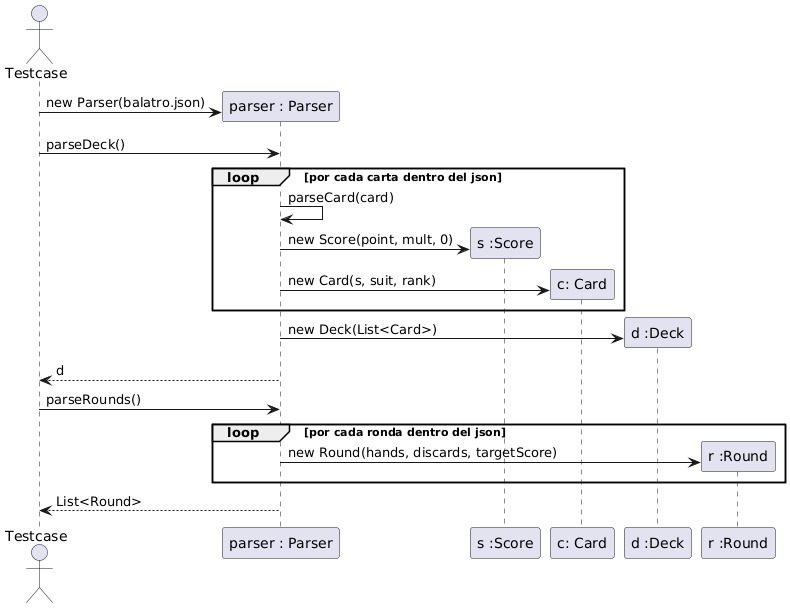 Testcase
new Parser(balatro.json)
parser : Parser
parseDeck()
loop
[por cada carta dentro del json]
parseCard(card)
new Score(point, mult, 0)
s :Score
new Card(s, suit, rank)
c: Card
new Deck(List<Card>)
d :Deck
d
parseRounds()
loop
[por cada ronda dentro del json]
new Round(hands, discards, targetScore)
r :Round
List<Round>
Testcase
parser : Parser
s :Score
c: Card
d :Deck
r :Round